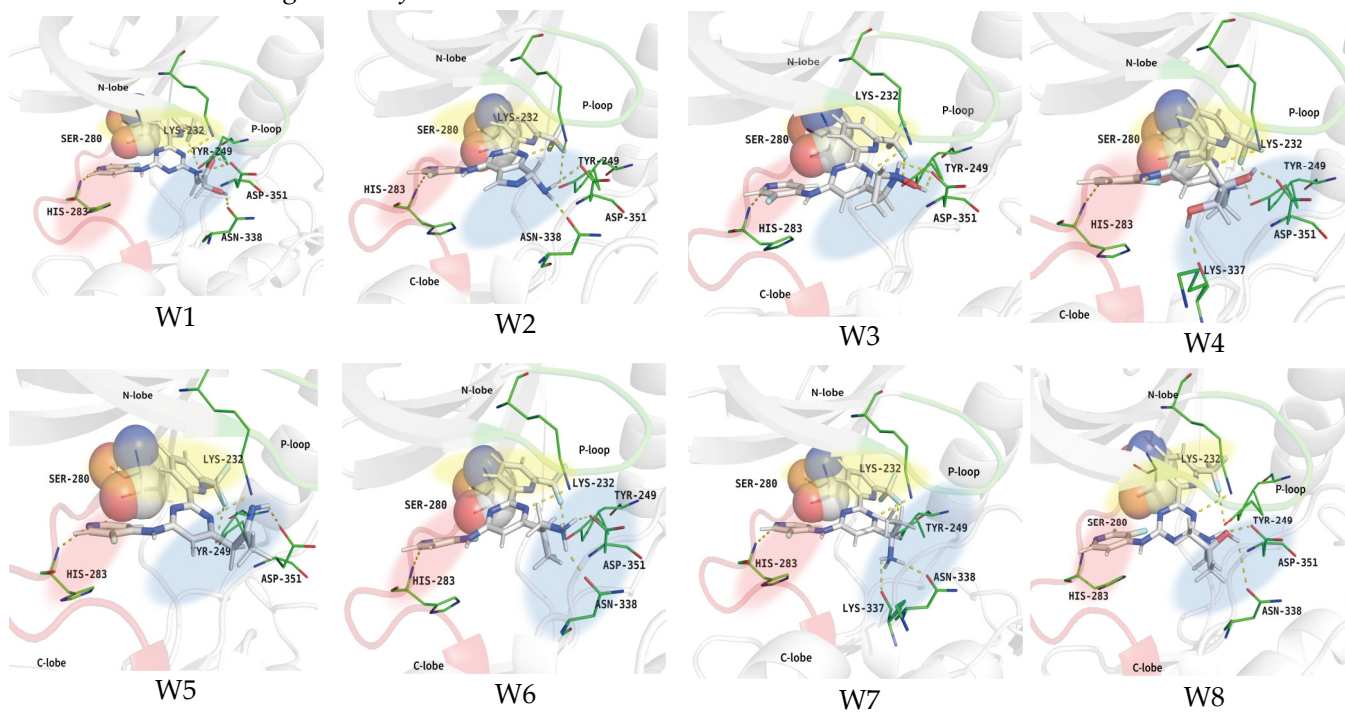 N-lobe
LYS-232
P-loop
SER-280
TYR-249
HIS-283
ASP-351
ASN-338
W1
N-lobe
P-loop
SER-280
LYS-232
TYR-249
HIS-283
ASP-351
ASN-338
C-lobe
W2
N-lobe
LYS-232
P-loop
SER-280
TYR-249
ASP-351
HIS-283
C-lobe
W3
N-lobe
P-loop
SER-280
LYS-232
TYR-249
ASP-351
HIS-283
LYS-337
C-lobe
W4
N-lobe
P-loop
LYS-232
SER-280
YR-249
ASP-351
HIS-283
C-lobe
W5
N-lobe
P-loop
LYS-232
TYR-249
SER-280
ASP-351
HIS-283
ASN-338
C-lobe
W6
N-lobe
P-loop
LYS-232
SER-280
TYR-249
HIS-283
ASN-338
LYS-337
C-lobe
W7
N-lobe
LYS-232
P-loop
SER-280
TYR-249
ASP-351
HIS-283
ASN-338
C-lobe
W8